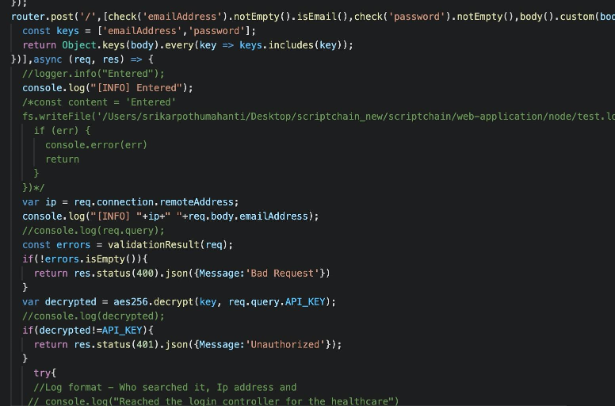 });
router.post('/',[check('emailAddress').notEmpty().isEmail(),check('password').notEmpty(),body().custom(bod
const keys = ['emailAddress','password'];
return Object.keys(body).every(key => keys.includes(key));
})],async (req, res) => {
//logger.info("Entered");
console.log("[INFO] Entered");
/*const content = 'Entered'
fs.writeFile('/Users/srikarpothumahanti/Desktop/scriptchain_new/scriptchain/web-application/node/test.lo
if (err) {
console.error(err)
return
}
})*/
var ip = req.connection.remoteAddress;
console.log("[INFO] "+ip+" "+req.body.emailAddress);
//console.log(req.query);
const errors = validationResult(req);
if(!errors.isEmpty()){
return res.status(400).json({Message:'Bad Request'})
}
var decrypted = aes256.decrypt(key, req.query.API_KEY);
//console.log(decrypted);
if(decrypted!=API_KEY){
return res.status(401).json({Message:'Unauthorized'});
}
try{
//Log format — Who searched it, Ip address and
// console.log("Reached the login controller for the healthcare")